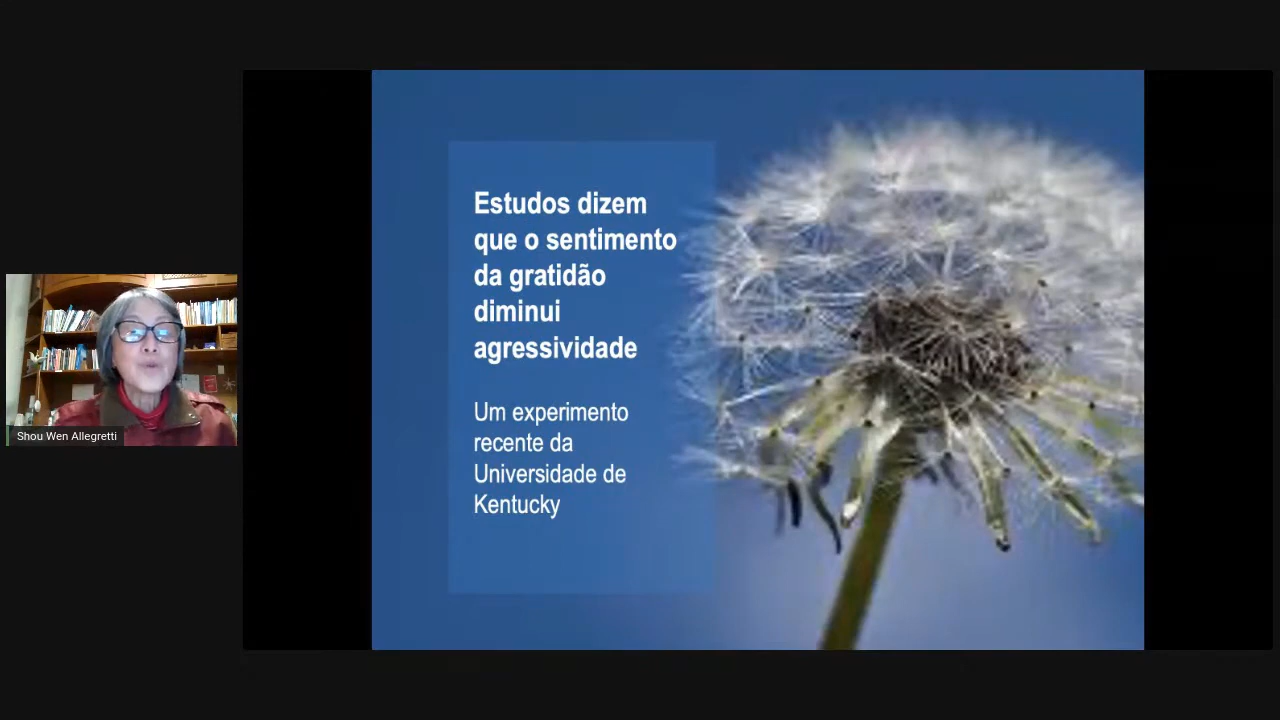 Estudos dizem
que o sentimento
da gratidão
diminui
agressividade
Um experimento
recente da
Universidade de
Kentucky
Shou Wen Allegretti